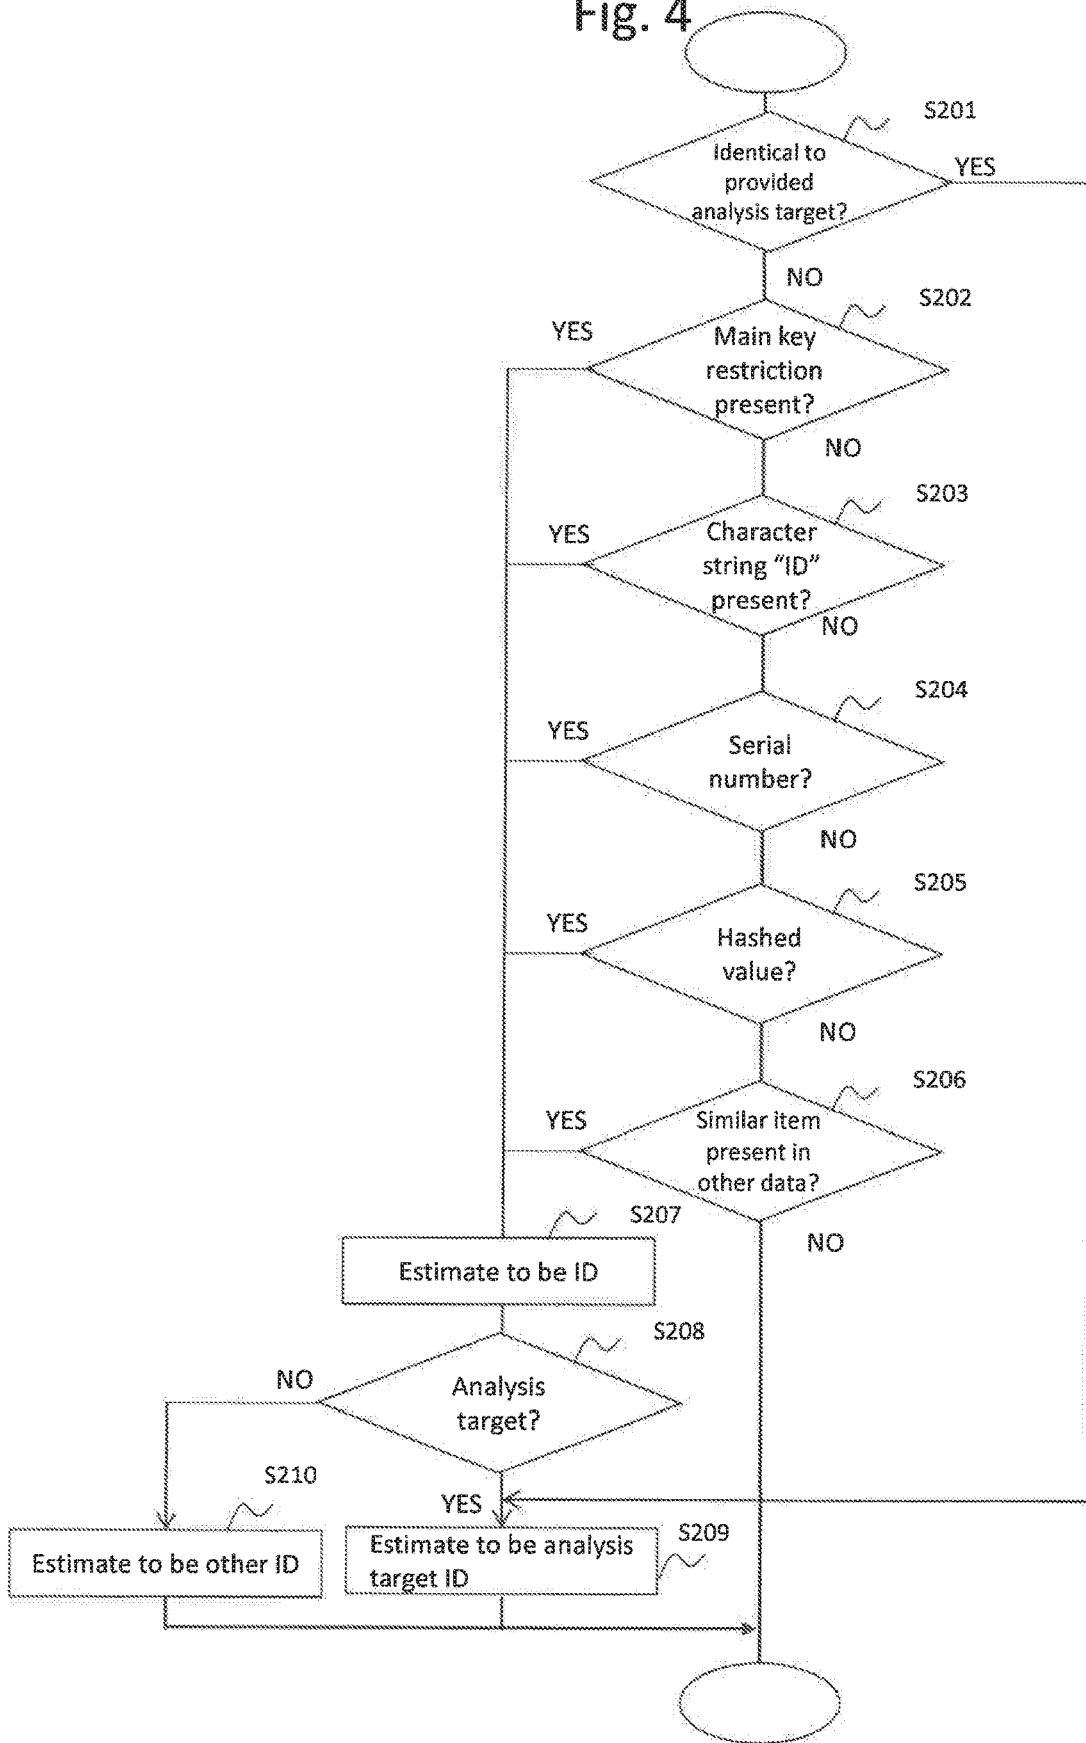 Fig. 4
S201
Identical to
provided
analysis target?
YES
NO
S202
YES
Main key
restriction
present?
NO
S203
YES
Character
string “ID”
present?
NO
S204
YES
Serial
number?
NO
S205
YES
Hashed
value?
NO
S206
YES
Similar item
present in
other data?
NO
S207
Estimate to be ID
S208
NO
Analysis
target?
S210
YES
S209
Estimate to be other ID
Estimate to be analysis
target ID